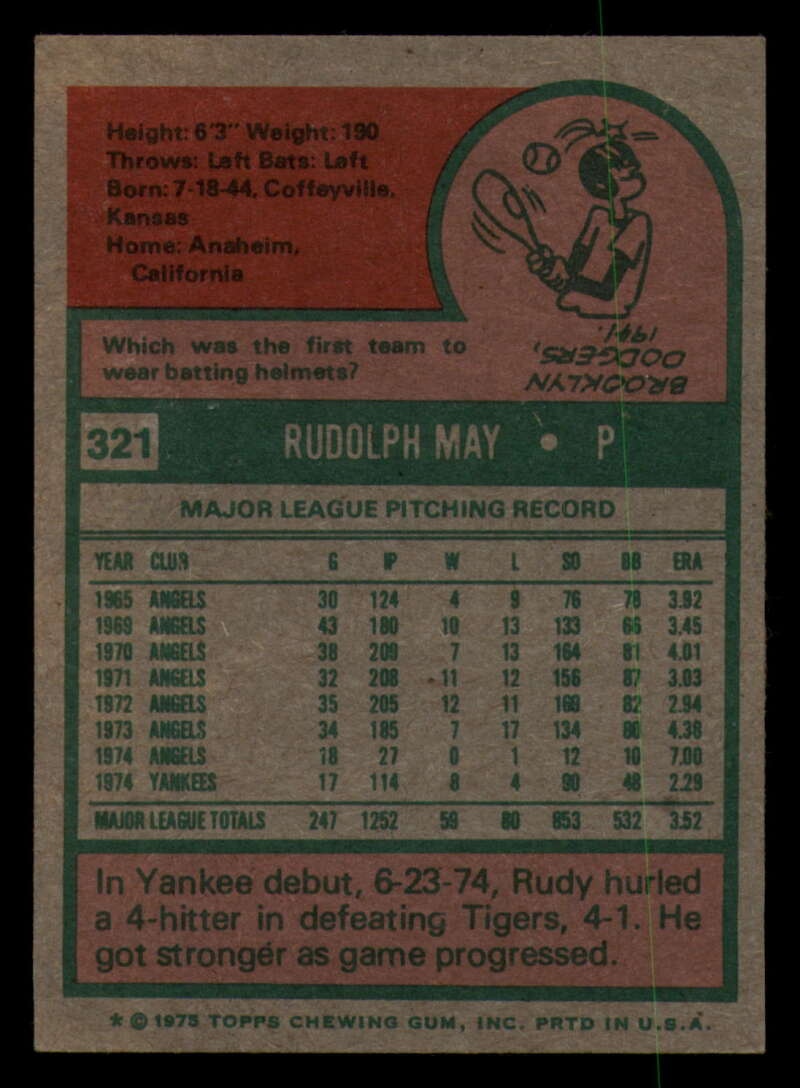 Height: 6'3" Weight: 190
Throws: Left Bats: Left
Born: 7-18-44, Coffeyville,
Kansas
Home: Anaheim,
California
Which was the first team to
wear batting helmets?
BROOKLYN
DODGERS,
1941.
321 RUDOLPH MAY • P
MAJOR LEAGUE PITCHING RECORD
YEAR CLUB G IP W L SO BB ERA
1965 ANGELS 30 124 4 9 76 78 3.92
1969 ANGELS 43 180 10 13 133 66 3.45
1970 ANGELS 38 209 7 13 164 81 4.01
1971 ANGELS 32 208 11 12 156 87 3.03
1972 ANGELS 35 205 12 11 169 82 2.94
1973 ANGELS 34 185 7 17 134 80 4.38
1974 ANGELS 18 27 0 1 12 10 7.00
1974 YANKEES 17 114 8 4 90 48 2.29
MAJOR LEAGUE TOTALS 247 1252 59 80 853 532 3.52
In Yankee debut, 6-23-74, Rudy hurled
a 4-hitter in defeating Tigers, 4-1. He
got stronger as game progressed.
* © 1975 TOPPS CHEWING GUM, INC. PRTD IN U.S.A.